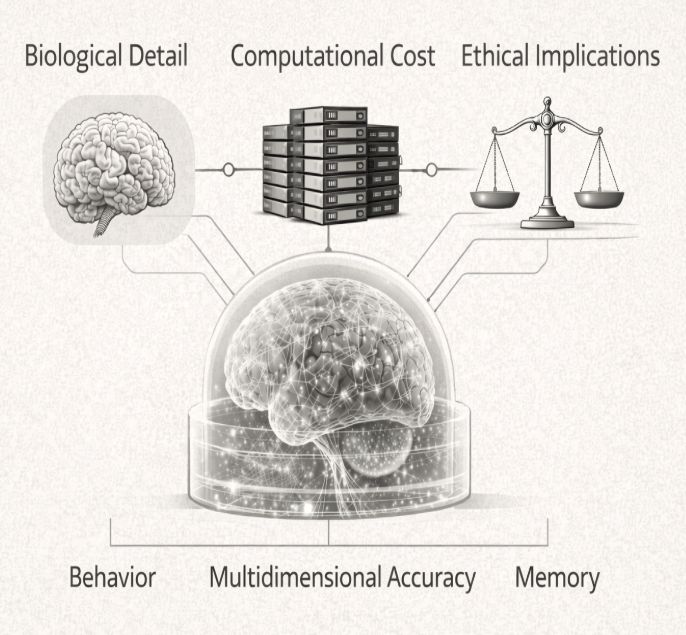 Biological Detail
Computational Cost
Ethical Implications
Behavior
Multidimensional Accuracy
Memory